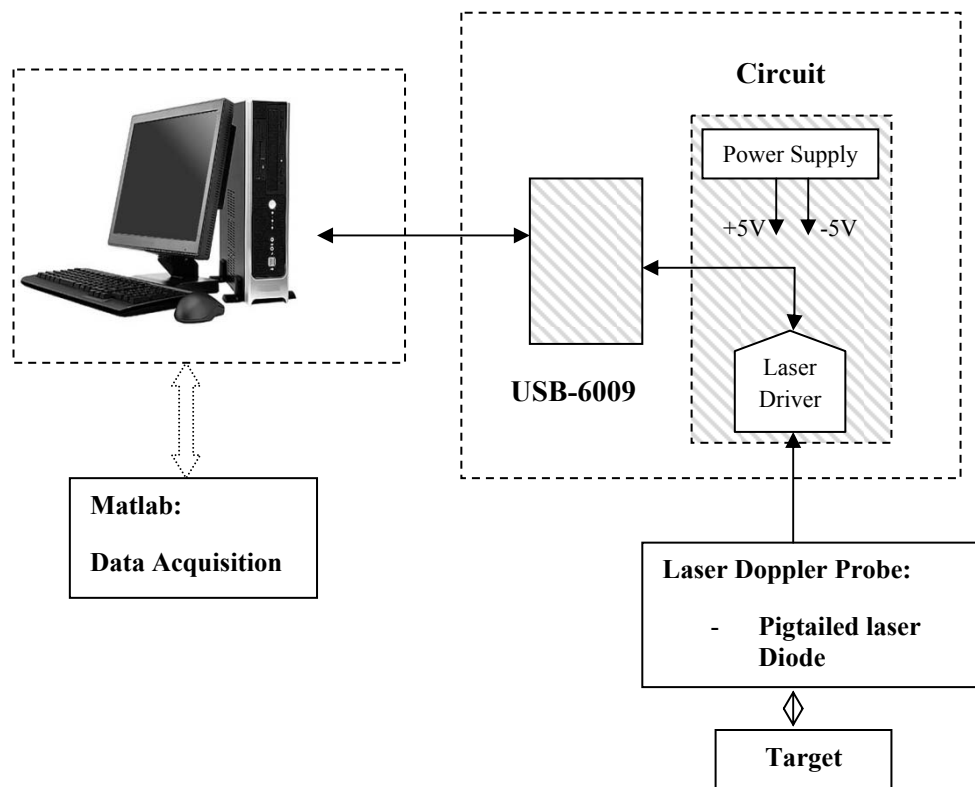 Circuit
Power Supply
+5V
-5V
USB-6009
Laser
Driver
Matlab:
Data Acquisition
Laser Doppler Probe:
- Pigtailed laser
Diode
Target